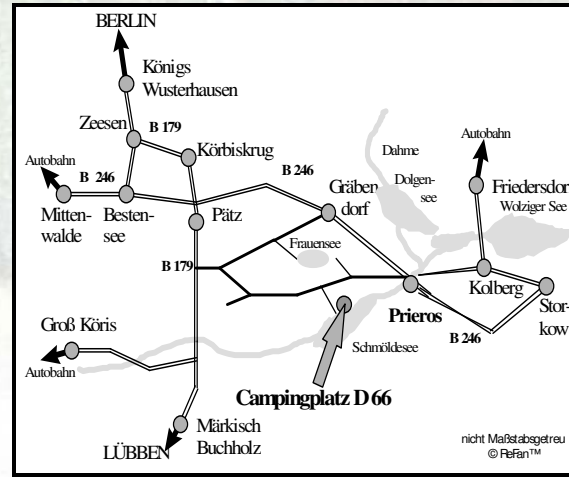 BERLIN
Königs
Wusterhausen
Zeesen
B 179
Körbiskrug
Autobahn
B 246
B 246
Mitten-
walde
Besten-
see
Pätz
Gräben
dorf
Dahme
Dolgen-
see
Autobahn
Friedersdorf
Wolziger See
Frauensee
B 179
Kolberg
Stor-
kow
Prieros
B 246
Groß Köris
Autobahn
Schmöldesee
Campingplatz D 66
Märkisch
Buchholz
LÜBBEN
nicht Maßstabsgetreu
© ReFan™